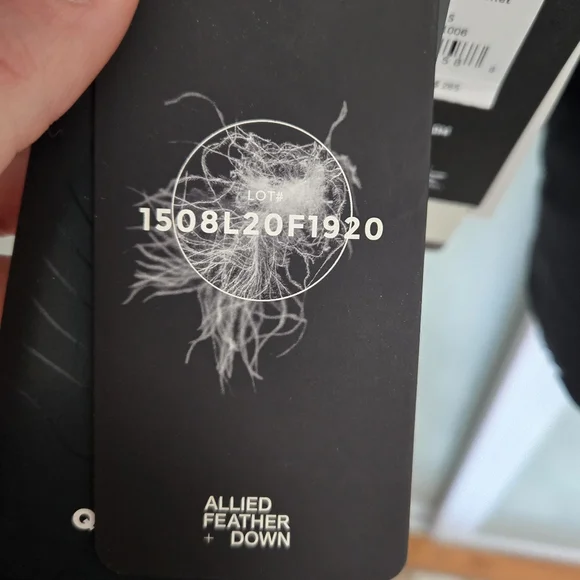 LOT#
1508L20F1920
ALLIED
FEATHER
+ DOWN
Q
S